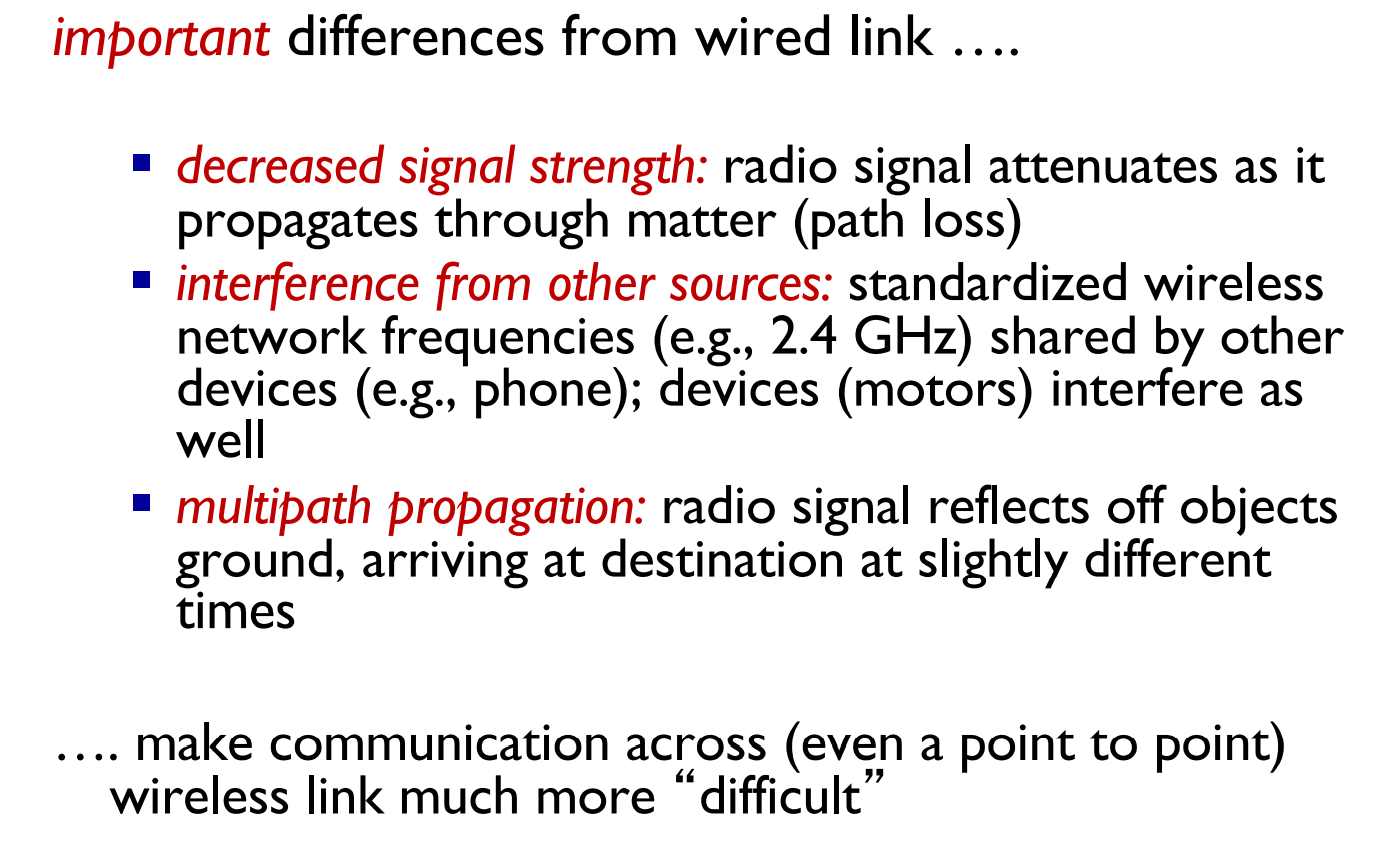 important differences from wired link ….
▪ decreased signal strength: radio signal attenuates as it
propagates through matter (path loss)
▪ interference from other sources: standardized wireless
network frequencies (e.g., 2.4 GHz) shared by other
devices (e.g., phone); devices (motors) interfere as
well
▪ multipath propagation: radio signal reflects off objects
ground, arriving at destination at slightly different
times
…. make communication across (even a point to point)
wireless link much more “difficult”